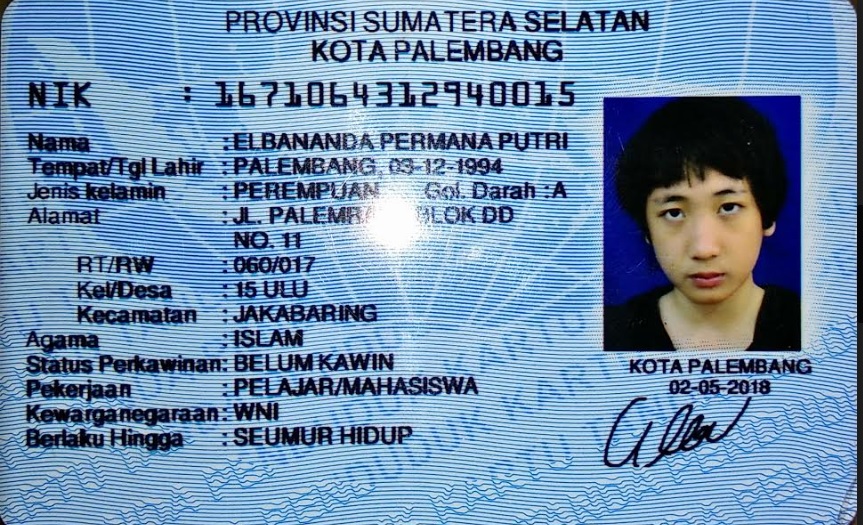 PROVINSI SUMATERA SELATAN
KOTA PALEMBANG
NIK : 1671064312940015
Nama : ELBANANDA PERMANA PUTRI
Tempat/Tgl Lahir : PALEMBANG, 03-12-1994
Jenis kelamin : PEREMPUAN Gol. Darah : A
Alamat : JL. BLOK DD
NO. 11
RT/RW : 060/017
Kel/Desa : 15 ULU
Kecamatan : JAKABARING
Agama : ISLAM
Status Perkawinan: BELUM KAWIN
Pekerjaan : PELAJAR/MAHASISWA
Kewarganegaraan: WNI
Berlaku Hingga : SEUMUR HIDUP
KOTA PALEMBANG
02-05-2018